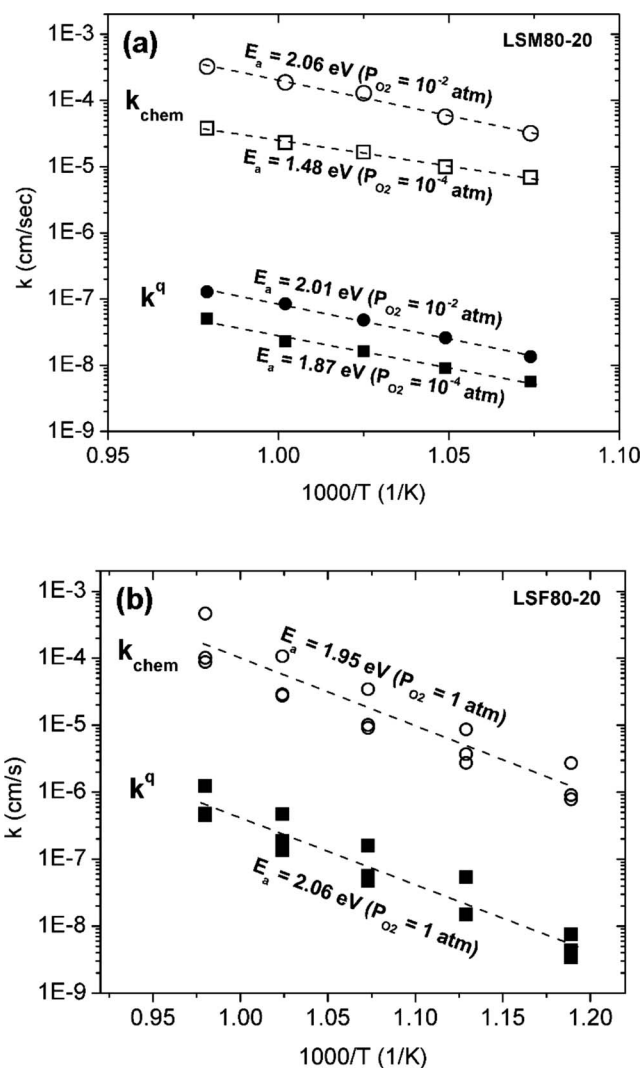 (a)
LSM80-20
1E-3
1E-4
1E-5
1E-6
1E-7
1E-8
1E-9
k (cm/sec)
k_chem
E_a = 2.06 eV (P_O2 = 10^-2 atm)
E_a = 1.48 eV (P_O2 = 10^-4 atm)
k^q
E_a = 2.01 eV (P_O2 = 10^-2 atm)
E_a = 1.87 eV (P_O2 = 10^-4 atm)
0.95 1.00 1.05 1.10
1000/T (1/K)
(b)
LSF80-20
1E-3
1E-4
1E-5
1E-6
1E-7
1E-8
1E-9
k (cm/s)
k_chem
E_a = 1.95 eV (P_O2 = 1 atm)
k^q
E_a = 2.06 eV (P_O2 = 1 atm)
0.95 1.00 1.05 1.10 1.15 1.20
1000/T (1/K)